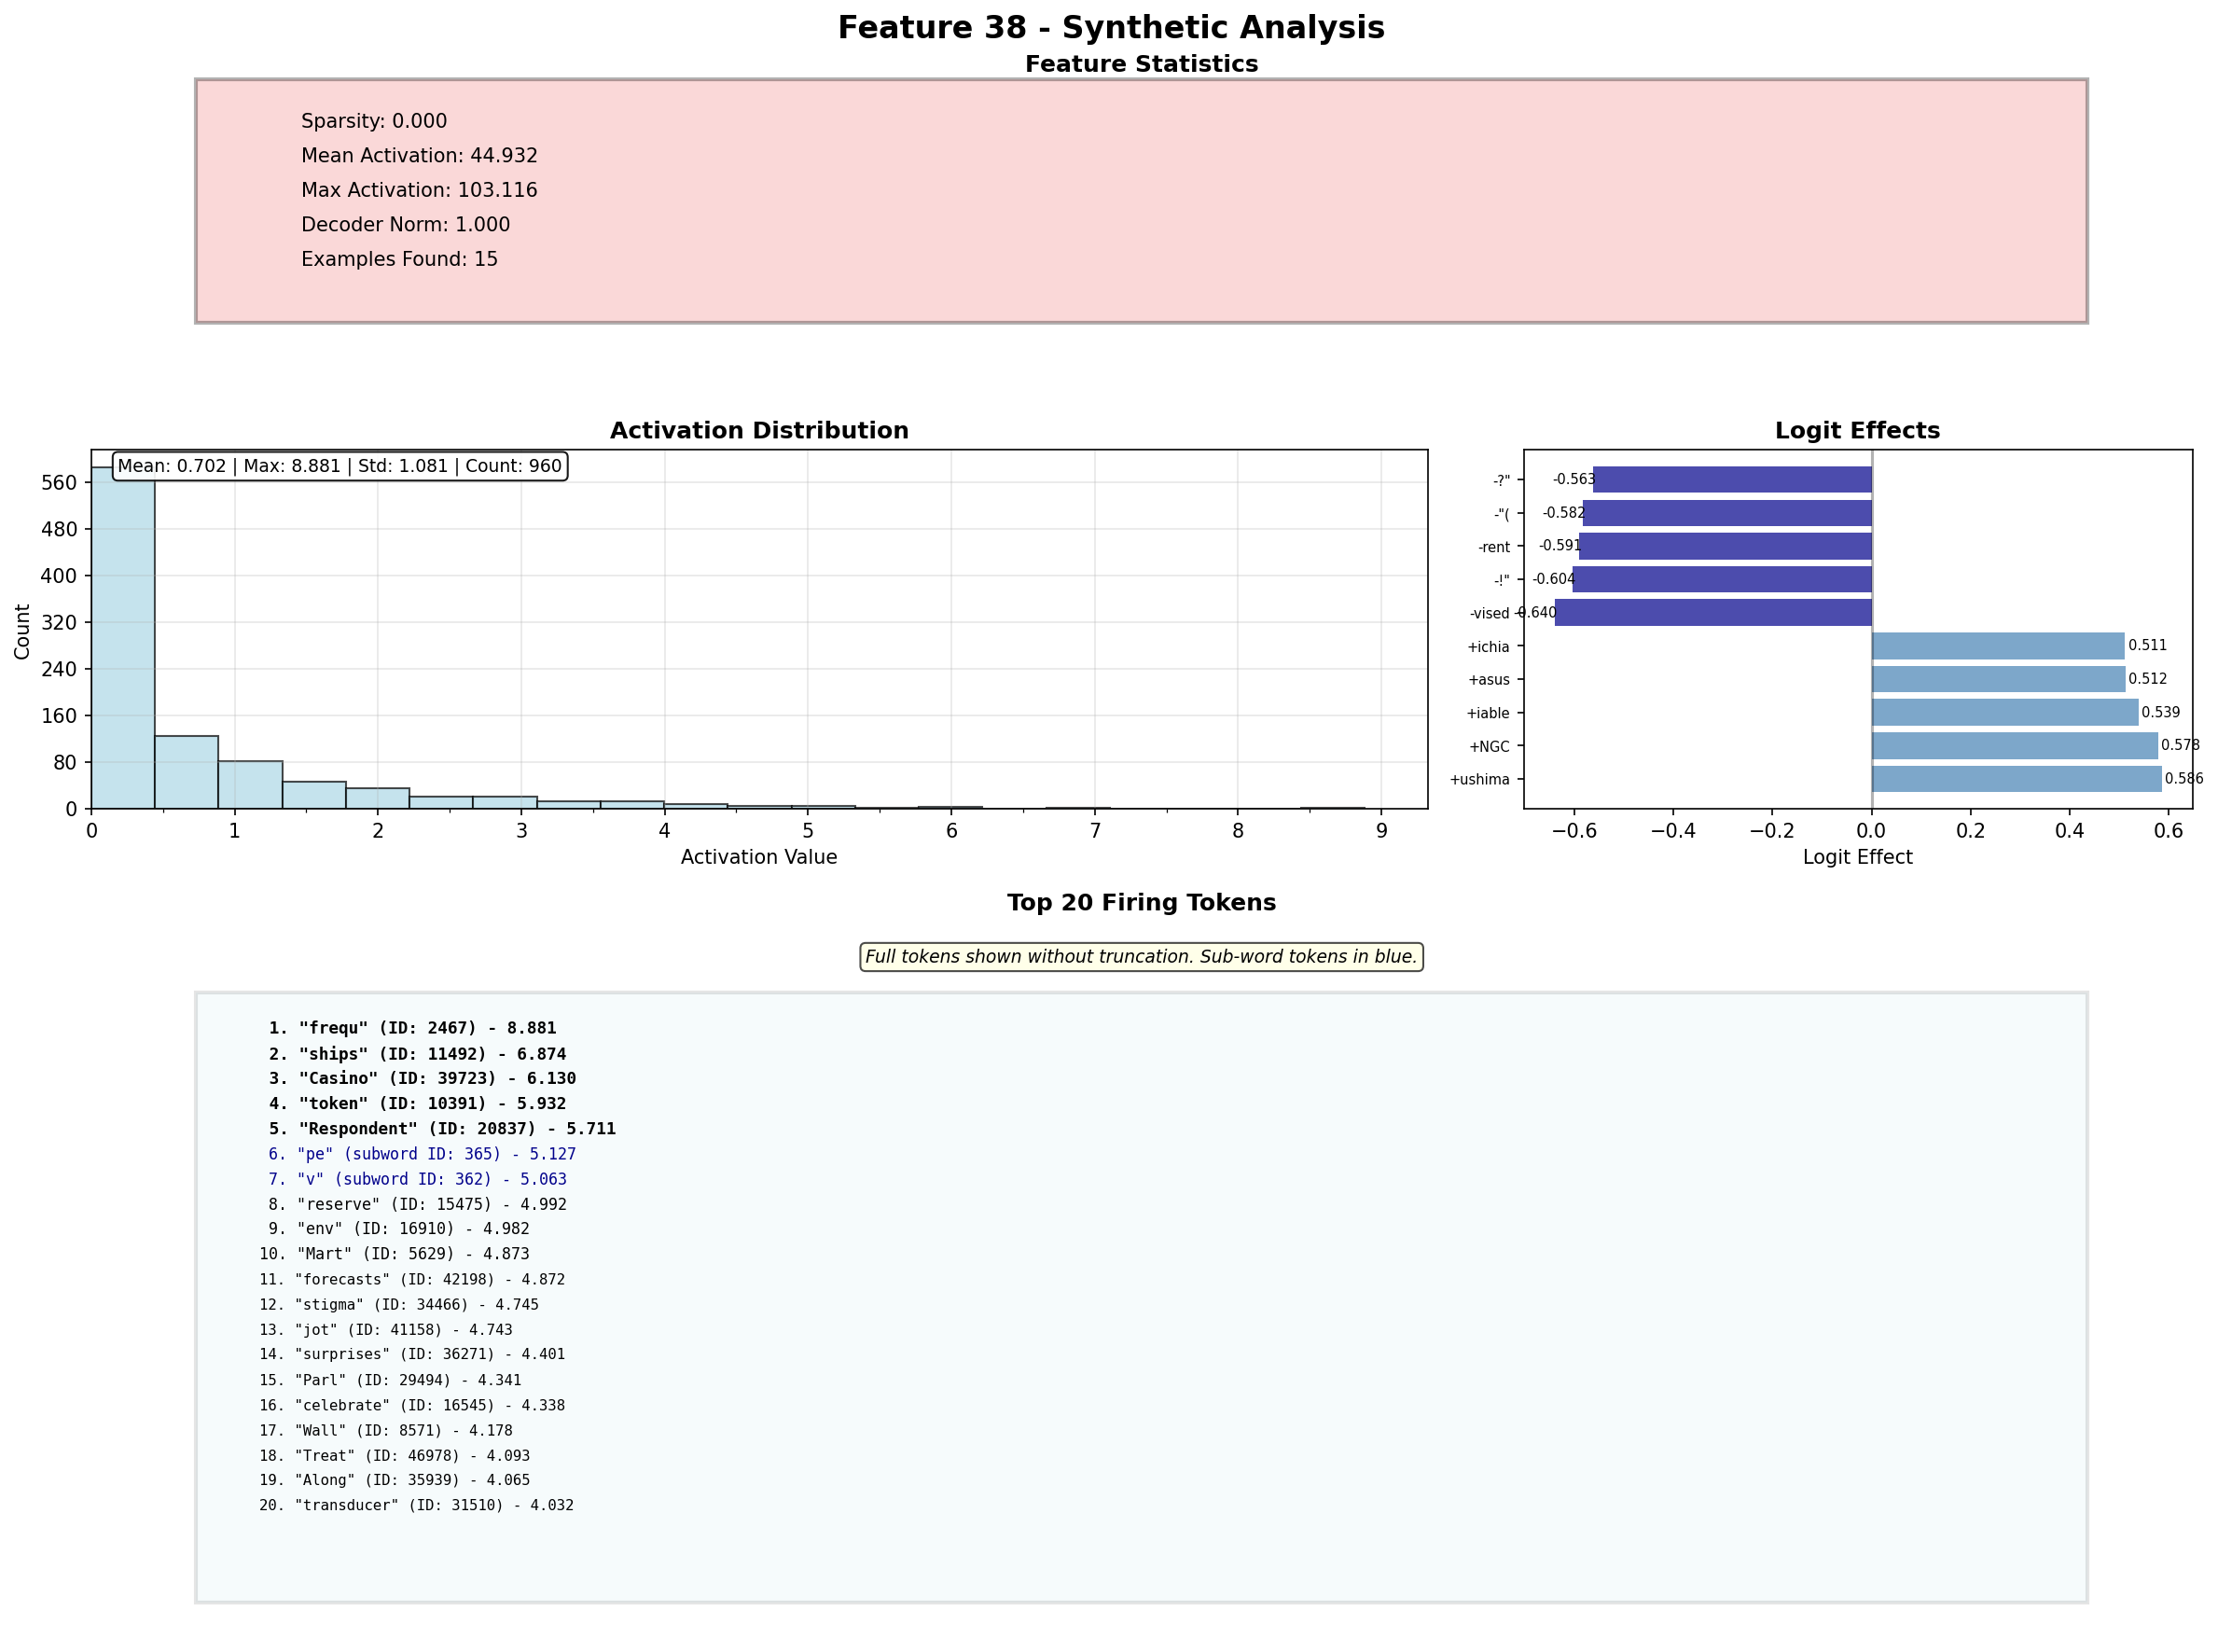 Feature 38 - Synthetic Analysis
Feature Statistics
Sparsity: 0.000
Mean Activation: 44.932
Max Activation: 103.116
Decoder Norm: 1.000
Examples Found: 15
Activation Distribution
Mean: 0.702 | Max: 8.881 | Std: 1.081 | Count: 960
560
480
400
320
240
160
80
0
Count
0 1 2 3 4 5 6 7 8 9
Activation Value
Logit Effects
-?" -0.563
-"( -0.582
-rent -0.591
-!" -0.604
-vised -0.640
+ichia 0.511
+asus 0.512
+iable 0.539
+NGC 0.578
+ushima 0.586
−0.6 −0.4 −0.2 0.0 0.2 0.4 0.6
Logit Effect
Top 20 Firing Tokens
Full tokens shown without truncation. Sub-word tokens in blue.
1. "frequ" (ID: 2467) - 8.881
2. "ships" (ID: 11492) - 6.874
3. "Casino" (ID: 39723) - 6.130
4. "token" (ID: 10391) - 5.932
5. "Respondent" (ID: 20837) - 5.711
6. "pe" (subword ID: 365) - 5.127
7. "v" (subword ID: 362) - 5.063
8. "reserve" (ID: 15475) - 4.992
9. "env" (ID: 16910) - 4.982
10. "Mart" (ID: 5629) - 4.873
11. "forecasts" (ID: 42198) - 4.872
12. "stigma" (ID: 34466) - 4.745
13. "jot" (ID: 41158) - 4.743
14. "surprises" (ID: 36271) - 4.401
15. "Parl" (ID: 29494) - 4.341
16. "celebrate" (ID: 16545) - 4.338
17. "Wall" (ID: 8571) - 4.178
18. "Treat" (ID: 46978) - 4.093
19. "Along" (ID: 35939) - 4.065
20. "transducer" (ID: 31510) - 4.032